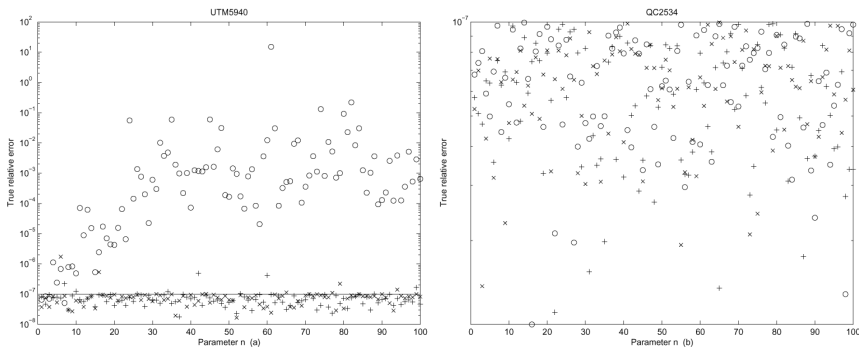 UTM5940
10^2
10^1
10^0
10^-1
10^-2
10^-3
10^-4
10^-5
10^-6
10^-7
10^-8
True relative error
0 10 20 30 40 50 60 70 80 90 100
Parameter n (a)
QC2534
10^-7
True relative error
0 10 20 30 40 50 60 70 80 90 100
Parameter n (b)